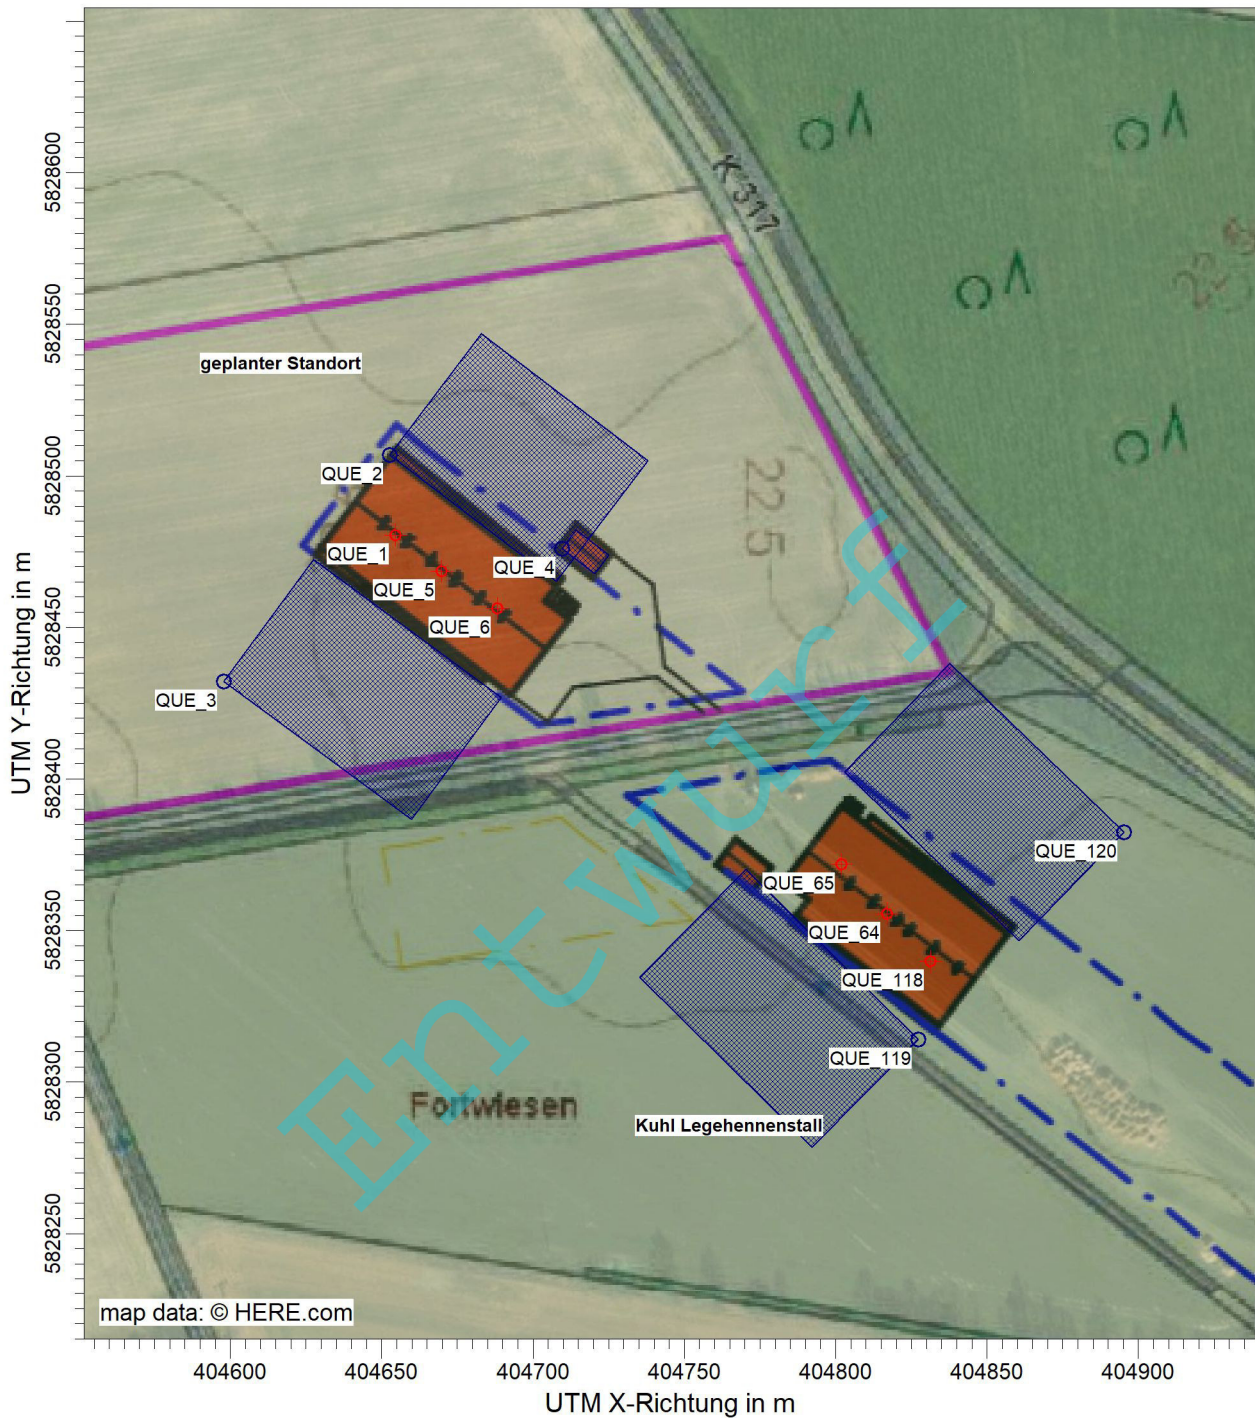 K 317
geplanter Standort
QUE_2
QUE_1
QUE_4
QUE_5
QUE_6
QUE_3
22.5
QUE_120
QUE_65
QUE_64
QUE_118
QUE_119
Fortwiesen
Kuhl Legehennenstall
Entwurf
map data: © HERE.com
UTM Y-Richtung in m
5828600
5828550
5828500
5828450
5828400
5828350
5828300
5828250
404600
404650
404700
404750
404800
404850
404900
UTM X-Richtung in m